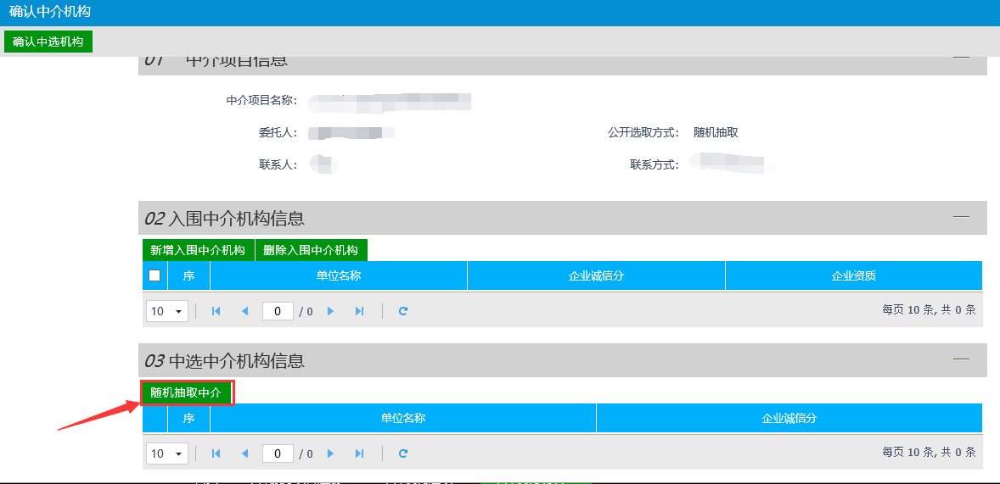 确认中介机构
确认中选机构
01 中介项目信息
中介项目名称：
委托人： 公开选取方式： 随机抽取
联系人： 联系方式：
02 入围中介机构信息
新增入围中介机构 删除入围中介机构
序 单位名称 企业诚信分 企业资质
10 0 / 0 每页 10 条, 共 0 条
03 中选中介机构信息
随机抽取中介
序 单位名称 企业诚信分
10 0 / 0 每页 10 条, 共 0 条